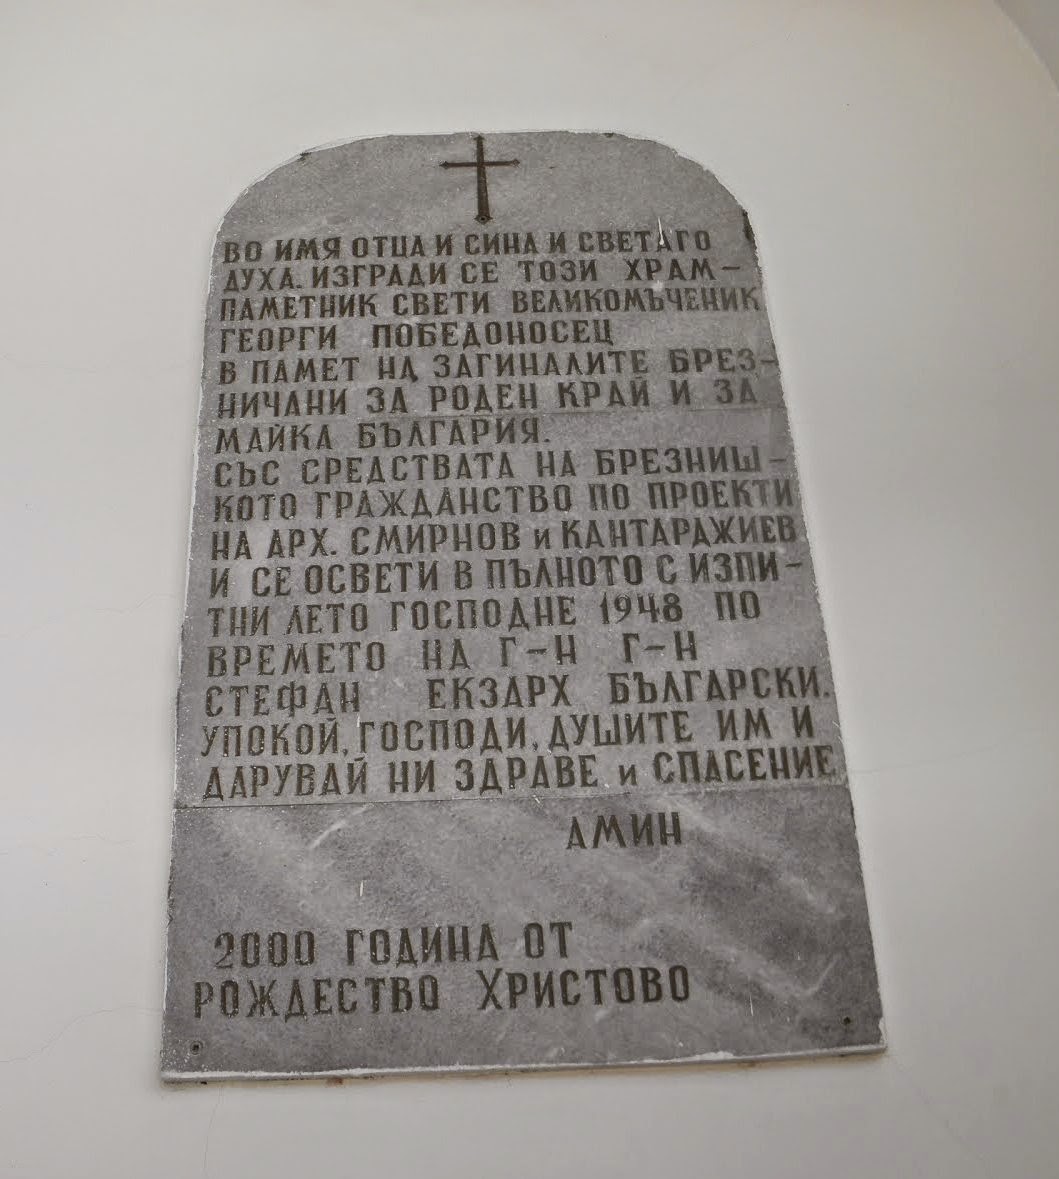 ВО ИМЯ ОТЦА И СИНА И СВЕТАГО
ДУХА. ИЗГРАДИ СЕ ТОЗИ ХРАМ-
ПАМЕТНИК СВЕТИ ВЕЛИКОМЪЧЕНИК
ГЕОРГИ ПОБЕДОНОСЕЦ
В ПАМЕТ НА ЗАГИНАЛИТЕ БРЕЗ-
НИЧАНИ ЗА РОДЕН КРАЙ И ЗА
МАЙКА БЪЛГАРИЯ.
СЪС СРЕДСТВАТА НА БРЕЗНИШ-
КОТО ГРАЖДАНСТВО ПО ПРОЕКТИ
НА АРХ. СМИРНОВ и КАНТАРАЖИЕВ
И СЕ ОСВЕТИ В ПЪЛНОТО С ИЗПИ-
ТНИ ЛЕТО ГОСПОДНЕ 1948 ПО
ВРЕМЕТО НА Г-Н Г-Н
СТЕФАН ЕКЗАРХ БЪЛГАРСКИ.
УПОКОЙ, ГОСПОДИ, ДУШИТЕ ИМ И
ДАРУВАЙ НИ ЗДРАВЕ и СПАСЕНИЕ
АМИН
2000 ГОДИНА ОТ
РОЖДЕСТВО ХРИСТОВО